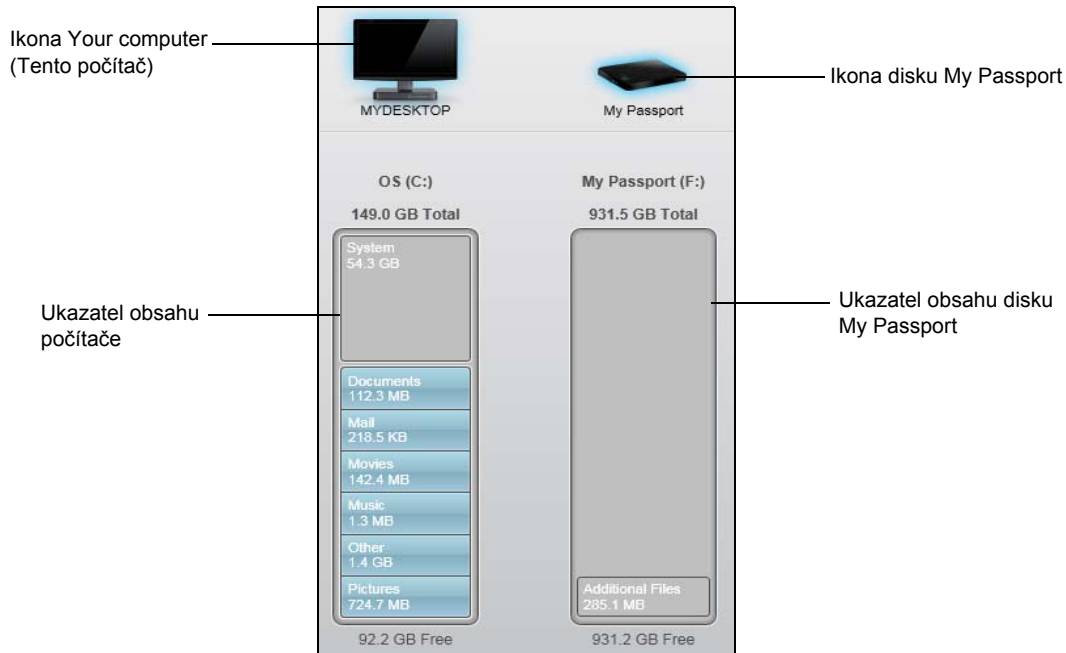 Ikona Your computer
(Tento počítač)
MYDESKTOP
My Passport
Ikona disku My Passport
OS (C:)
149.0 GB Total
My Passport (F:)
931.5 GB Total
System
54.3 GB
Ukazatel obsahu
počítače
Ukazatel obsahu disku
My Passport
Documents
112.3 MB
Mail
218.5 KB
Movies
142.4 MB
Music
1.3 MB
Other
1.4 GB
Pictures
724.7 MB
Additional Files
285.1 MB
92.2 GB Free
931.2 GB Free